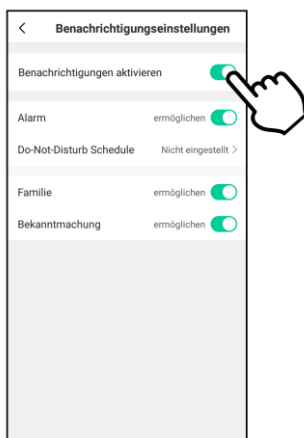 Benachrichtigungseinstellungen
Benachrichtigungen aktivieren
Alarm ermöglichen
Do-Not-Disturb Schedule Nicht eingestellt >
Familie ermöglichen
Bekanntmachung ermöglichen